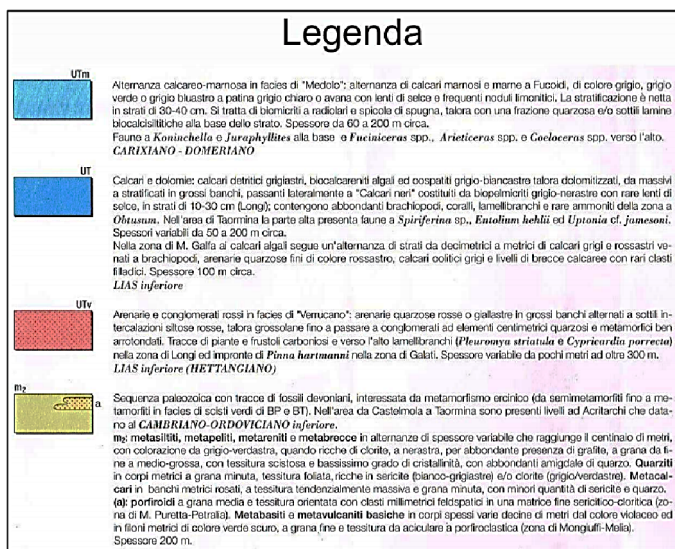 Legenda
UTm
Alternanza calcareo-marnosa in facies di "Medolo": alternanza di calcari marnosi e marne a Fucoidi, di colore grigio, grigio
verde o grigio bluastro a patina grigio chiaro o avana con lenti di selce e frequenti noduli limonitici. La stratificazione è netta
in strati di 30-40 cm. Si tratta di biomicriti a radiolari e spicole di spugna, talora con una frazione quarzosa e/o sottili lamine
biocalcisiltitiche alla base dello strato. Spessore da 60 a 200 m circa.
Faune a Koninchella e Juraphyllites alla base e Fuciniceras spp., Arieticeras spp. e Coeloceras spp. verso l'alto.
CARIXIANO - DOMERIANO
UT
Calcari e dolomie: calcari detritici grigiastri, biocalcareniti algali ed oospatiti grigio-biancastre talora dolomitizzati, da massivi
a stratificati in grossi banchi, passanti lateralmente a "Calcari neri" costituiti da biopelmicriti grigio-nerastre con rare lenti di
selce, in strati di 10-30 cm (Longi); contengono abbondanti brachiopodi, coralli, lamellibranchi e rare ammoniti della zona a
Obtusum. Nell'area di Taormina la parte alta presenta faune a Spiriferina sp., Entolium hehlii ed Uptonia cf. jamesoni.
Spessori variabili da 50 a 200 m circa.
Nella zona di M. Galfa ai calcari algali segue un'alternanza di strati da decimetrici a metrici di calcari grigi e rossastri ve-
nati a brachiopodi, arenarie quarzose fini di colore rossastro, calcari oolitici grigi e livelli di brecce calcaree con rari clasti
filladici. Spessore 100 m circa.
LIAS inferiore
UTv
Arenarie e conglomerati rossi in facies di "Verrucano": arenarie quarzose rosse o giallastre in grossi banchi alternati a sottili in-
tercalazioni siltose rosse, talora grossolane fino a passare a conglomerati ad elementi centimetrici quarzosi e metamorfici ben
arrotondati. Tracce di piante e frustoli carboniosi e verso l'alto lamellibranchi (Pleuromya striatula e Cypricardia porrecta)
nella zona di Longi ed impronte di Pinna hartmanni nella zona di Galati. Spessore variabile da pochi metri ad oltre 300 m.
LIAS inferiore (HETTANGIANO)
m2
a
Sequenza paleozoica con tracce di fossili devoniani, interessata da metamorfismo ercinico (da semimetamorfiti fino a me-
tamorfiti in facies di scisti verdi di BP e BT). Nell'area da Castelmola a Taormina sono presenti livelli ad Acritarchi che data-
no al CAMBRIANO-ORDOVICIANO inferiore.
m2: metasiltiti, metapeliti, metareniti e metabrecce in alternanze di spessore variabile che raggiunge il centinaio di metri,
con colorazione da grigio-verdastra, quando ricche di clorite, a nerastra, per abbondante presenza di grafite, a grana da fi-
ne a medio-grossa, con tessitura scistosa e bassissimo grado di cristallinità, con abbondanti amigdale di quarzo. Quarziti
in corpi metrici a grana minuta, tessitura foliata, ricche in sericite (bianco-grigiastre) e/o clorite (grigio/verdastre). Metacal-
cari in banchi metrici rosati, a tessitura tendenzialmente massiva e grana minuta, con minori quantità di sericite e quarzo.
(a): porfiroidi a grana media e tessitura orientata con clasti millimetrici feldspatici in una matrice fine sericitico-cloritica (zo-
na di M. Puretta-Petralia). Metabasiti e metavulcaniti basiche in corpi spessi varie decine di metri dal colore violaceo ed
in filoni metrici di colore verde scuro, a grana fine e tessitura da aciculare a porfiroclastica (zona di Mongiuffi-Melia).
Spessore 200 m.